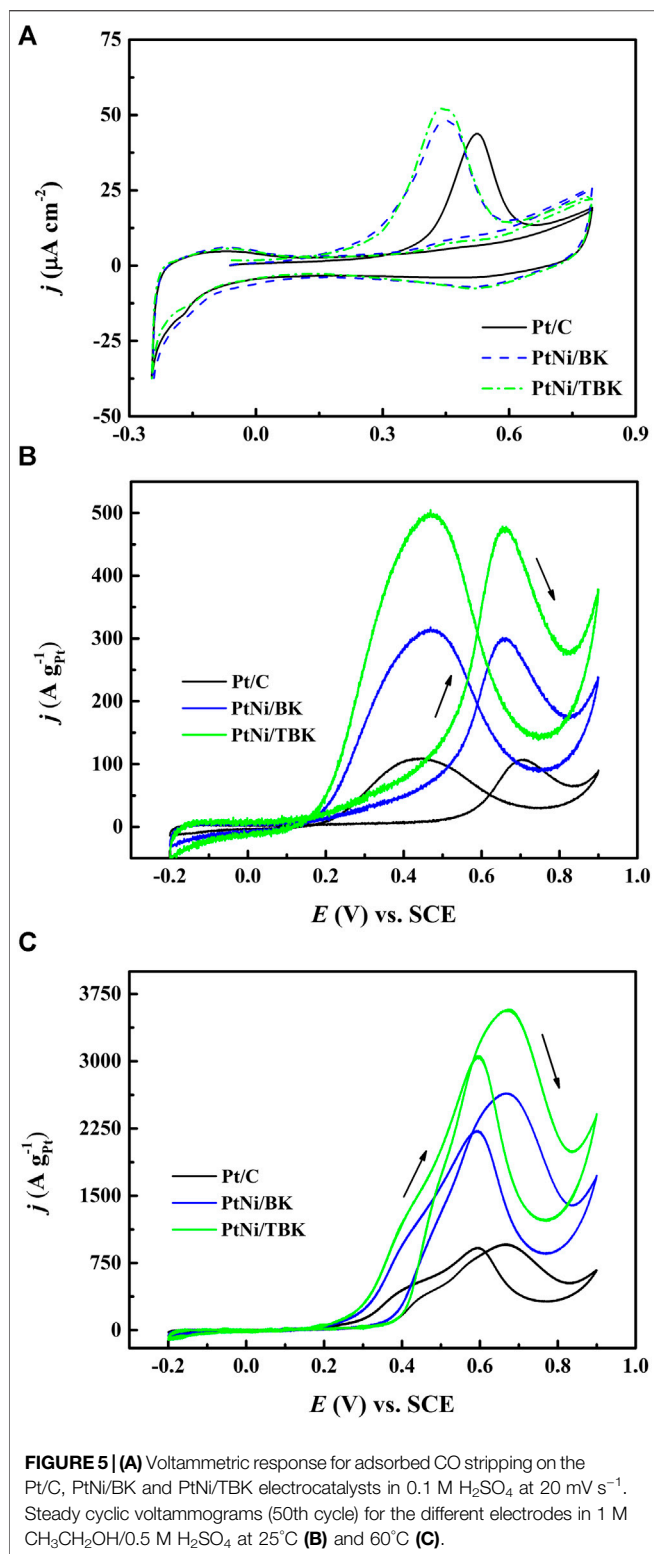 A
75
50
25
0
-25
-50
j (μA cm⁻²)
Pt/C
PtNi/BK
PtNi/TBK
-0.3 0.0 0.3 0.6 0.9
B
500
400
300
200
100
0
j (A g⁻¹Pt)
Pt/C
PtNi/BK
PtNi/TBK
-0.2 0.0 0.2 0.4 0.6 0.8 1.0
E (V) vs. SCE
C
3750
3000
2250
1500
750
0
j (A g⁻¹Pt)
Pt/C
PtNi/BK
PtNi/TBK
-0.2 0.0 0.2 0.4 0.6 0.8 1.0
E (V) vs. SCE
FIGURE 5 | (A) Voltammetric response for adsorbed CO stripping on the
Pt/C, PtNi/BK and PtNi/TBK electrocatalysts in 0.1 M H₂SO₄ at 20 mV s⁻¹.
Steady cyclic voltammograms (50th cycle) for the different electrodes in 1 M
CH₃CH₂OH/0.5 M H₂SO₄ at 25°C (B) and 60°C (C).